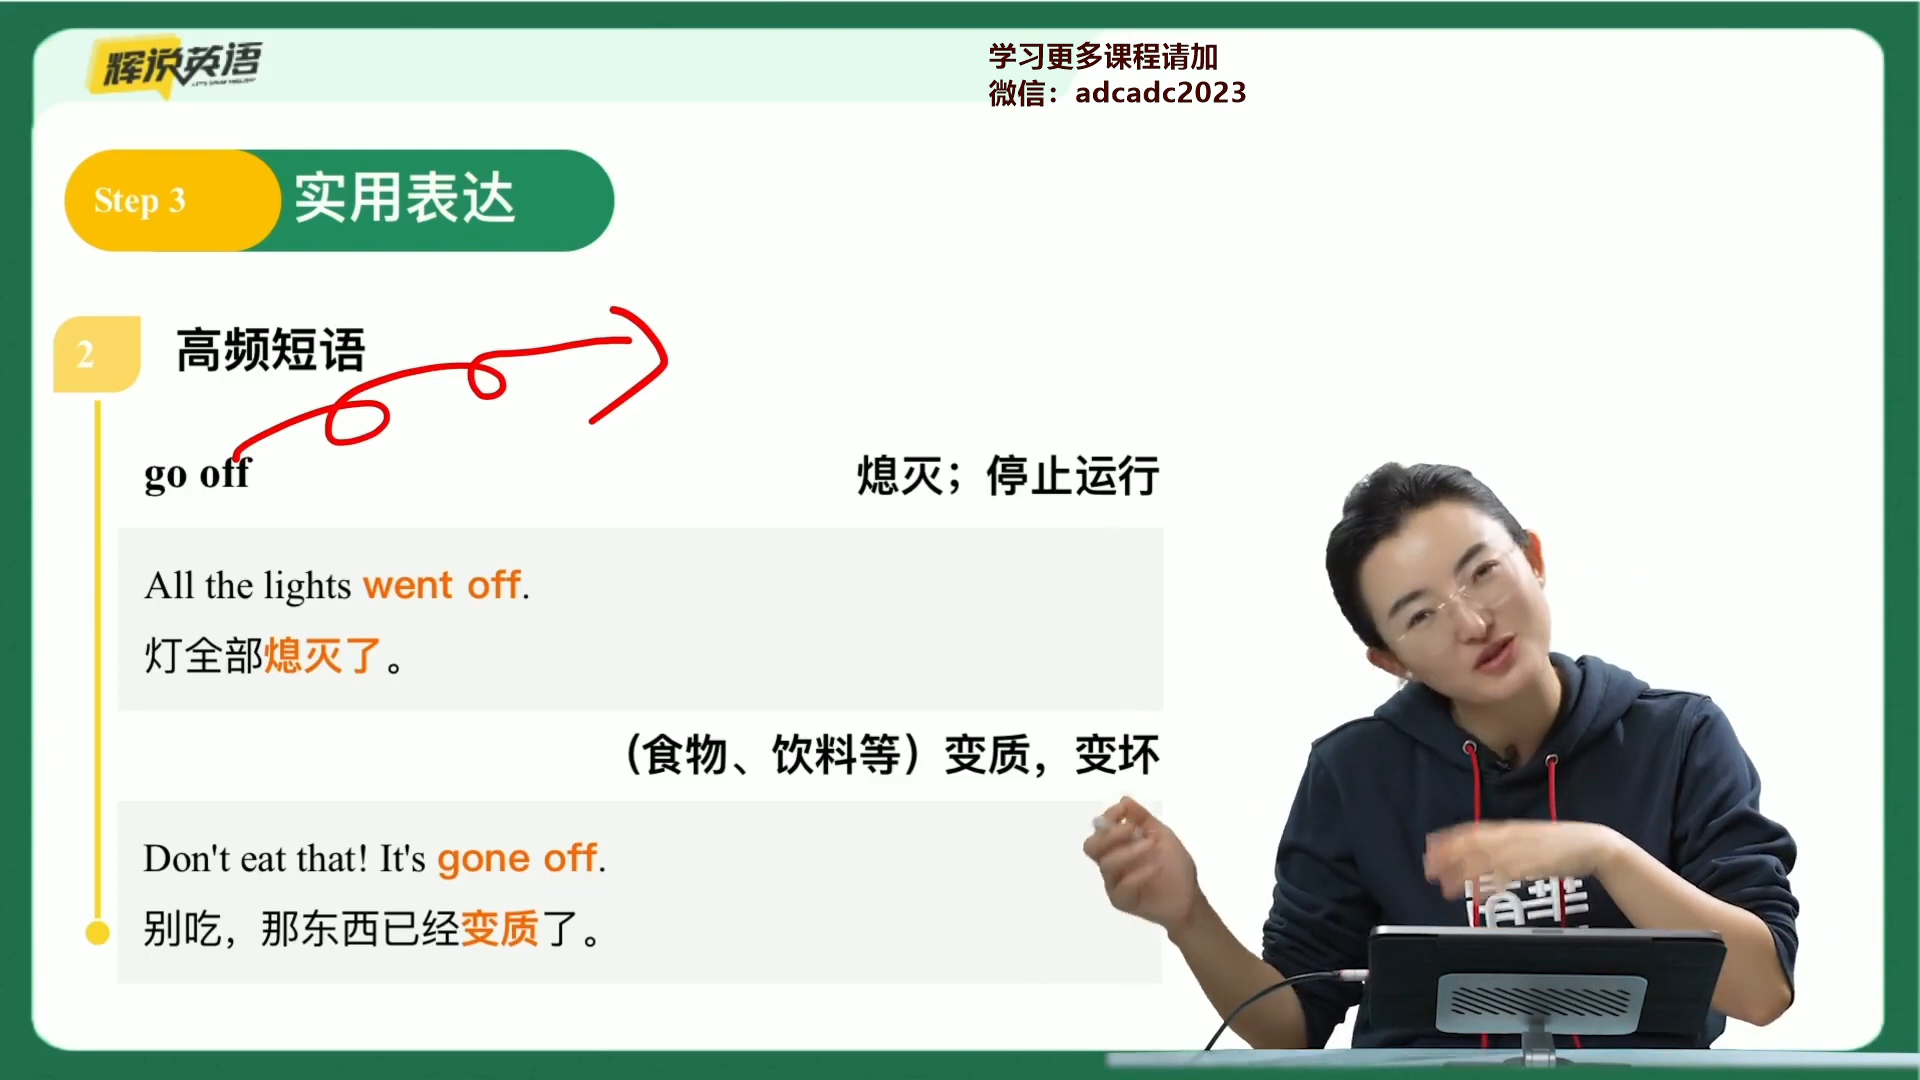 辉说英语
学习更多课程请加
微信：adcadc2023
Step 3
实用表达
2
高频短语
go off
熄灭；停止运行
All the lights went off.
灯全部熄灭了。
（食物、饮料等）变质，变坏
Don't eat that! It's gone off.
别吃，那东西已经变质了。